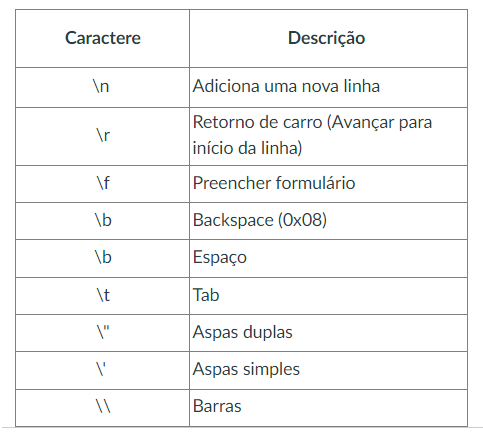 Caractere Descrição
\n Adiciona uma nova linha
\r Retorno de carro (Avançar para
início da linha)
\f Preencher formulário
\b Backspace (0x08)
\b Espaço
\t Tab
\" Aspas duplas
\' Aspas simples
\\ Barras